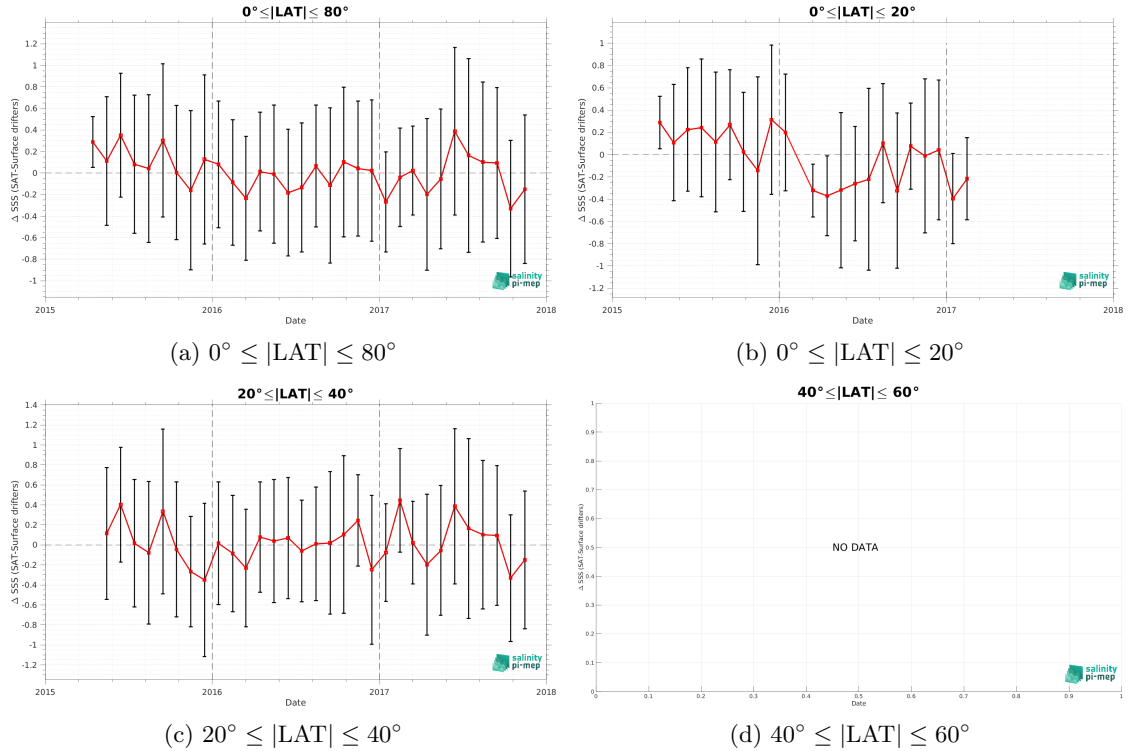 0°≤|LAT|≤ 80°
1.2
1
0.8
0.6
0.4
0.2
0
-0.2
-0.4
-0.6
-0.8
-1
Δ SSS (SAT-Surface drifters)
2015
2016
2017
2018
Date
salinity
pi-mep
(a) 0° ≤ |LAT| ≤ 80°
0°≤|LAT|≤ 20°
1
0.8
0.6
0.4
0.2
0
-0.2
-0.4
-0.6
-0.8
-1
-1.2
Δ SSS (SAT-Surface drifters)
2015
2016
2017
2018
Date
salinity
pi-mep
(b) 0° ≤ |LAT| ≤ 20°
20°≤|LAT|≤ 40°
1.4
1.2
1
0.8
0.6
0.4
0.2
0
-0.2
-0.4
-0.6
-0.8
-1
-1.2
Δ SSS (SAT-Surface drifters)
2015
2016
2017
2018
Date
salinity
pi-mep
(c) 20° ≤ |LAT| ≤ 40°
40°≤|LAT|≤ 60°
1
0.9
0.8
0.7
0.6
0.5
0.4
0.3
0.2
0.1
0
Δ SSS (SAT-Surface drifters)
NO DATA
0
0.1
0.2
0.3
0.4
0.5
0.6
0.7
0.8
0.9
1
Date
salinity
pi-mep
(d) 40° ≤ |LAT| ≤ 60°